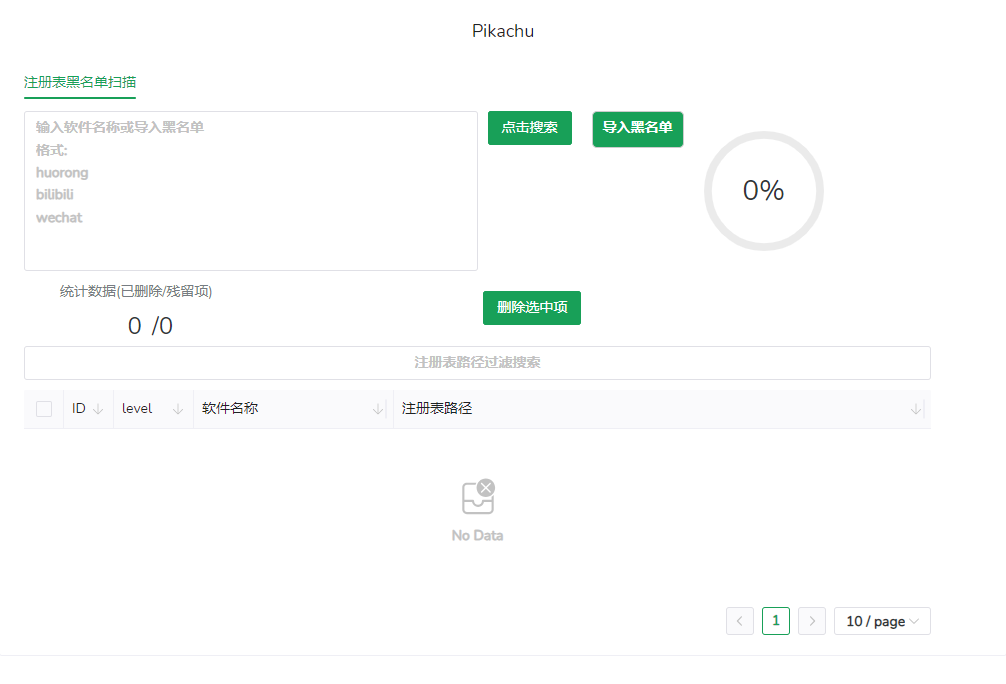 Pikachu
注册表黑名单扫描
输入软件名称或导入黑名单
格式:
huorong
bilibili
wechat
点击搜索
导入黑名单
0%
统计数据(已删除/残留项)
0 /0
删除选中项
注册表路径过滤搜索
ID level 软件名称 注册表路径
No Data
1 10 / page